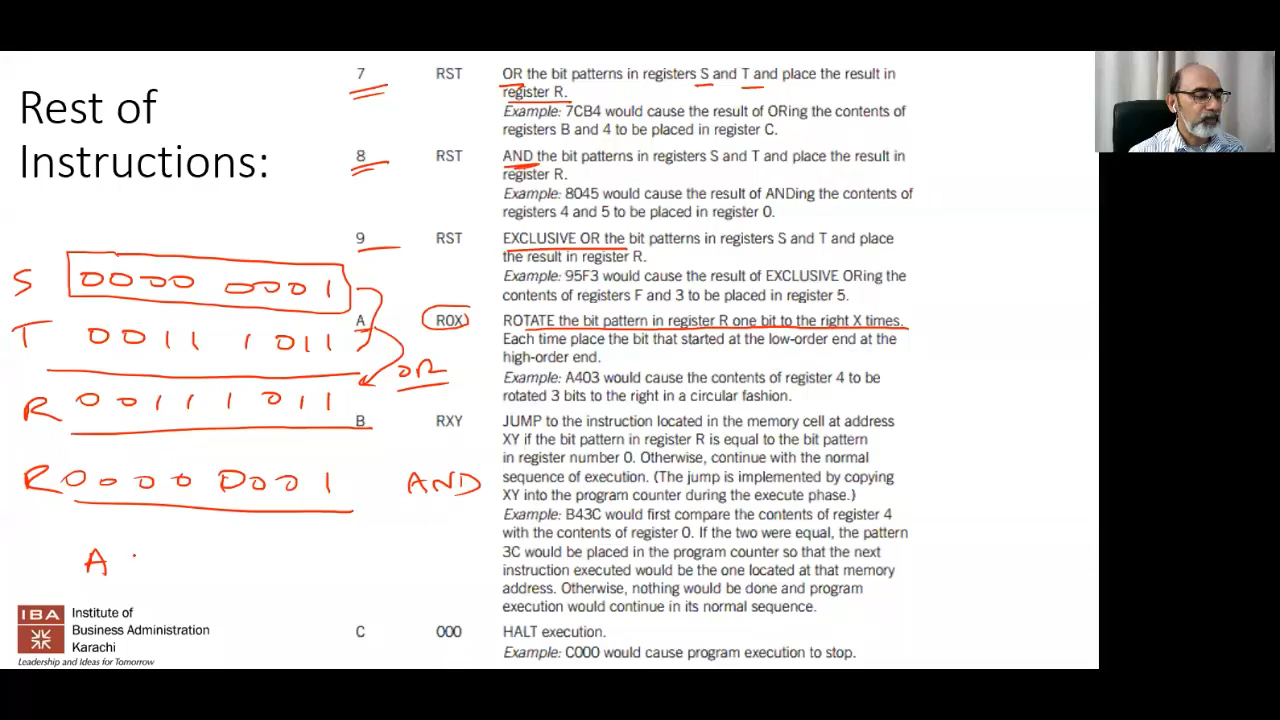 Rest of
Instructions:
7 RST OR the bit patterns in registers S and T and place the result in
register R.
Example: 7CB4 would cause the result of ORing the contents of
registers B and 4 to be placed in register C.
8 RST AND the bit patterns in registers S and T and place the result in
register R.
Example: 8045 would cause the result of ANDing the contents of
registers 4 and 5 to be placed in register 0.
9 RST EXCLUSIVE OR the bit patterns in registers S and T and place
the result in register R.
Example: 95F3 would cause the result of EXCLUSIVE ORing the
contents of registers F and 3 to be placed in register 5.
A R0X ROTATE the bit pattern in register R one bit to the right X times.
Each time place the bit that started at the low-order end at the
high-order end.
Example: A403 would cause the contents of register 4 to be
rotated 3 bits to the right in a circular fashion.
B RXY JUMP to the instruction located in the memory cell at address
XY if the bit pattern in register R is equal to the bit pattern
in register number 0. Otherwise, continue with the normal
sequence of execution. (The jump is implemented by copying
XY into the program counter during the execute phase.)
Example: B43C would first compare the contents of register 4
with the contents of register 0. If the two were equal, the pattern
3C would be placed in the program counter so that the next
instruction executed would be the one located at that memory
address. Otherwise, nothing would be done and program
execution would continue in its normal sequence.
C 000 HALT execution.
Example: C000 would cause program execution to stop.
S 0000 0001
T 0011 1011
OR
R 0011 1011
R 0000 0001 AND
A
IBA
Institute of
Business Administration
Karachi
Leadership and Ideas for Tomorrow